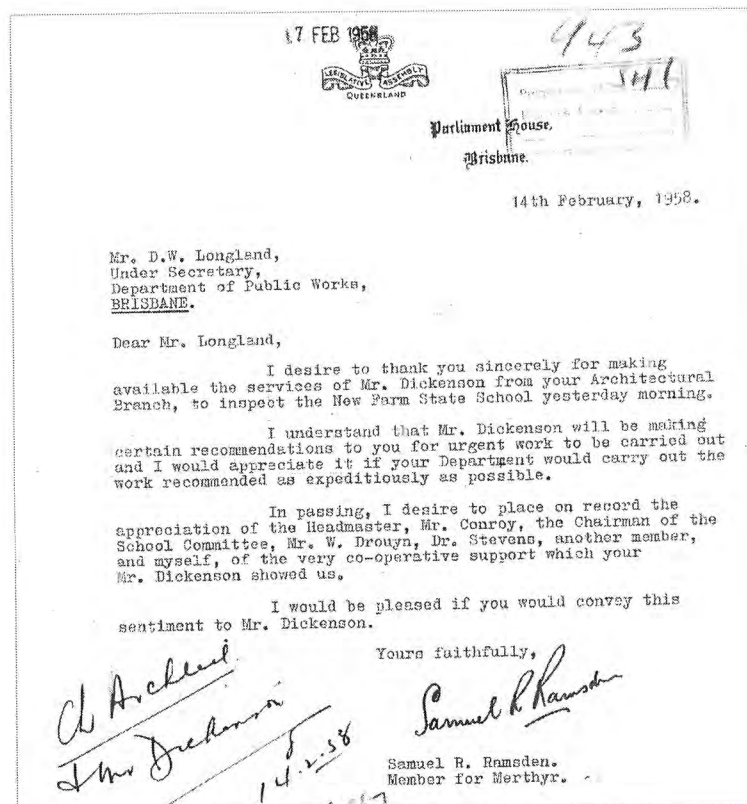 17 FEB 1958
943
LEGISLATIVE ASSEMBLY
QUEENSLAND
Parliament House,
Brisbane.
14th February, 1958.
Mr. D.W. Longland,
Under Secretary,
Department of Public Works,
BRISBANE.
Dear Mr. Longland,
I desire to thank you sincerely for making
available the services of Mr. Dickenson from your Architectural
Branch, to inspect the New Farm State School yesterday morning.
I understand that Mr. Dickenson will be making
certain recommendations to you for urgent work to be carried out
and I would appreciate it if your Department would carry out the
work recommended as expeditiously as possible.
In passing, I desire to place on record the
appreciation of the Headmaster, Mr. Conroy, the Chairman of the
School Committee, Mr. W. Drouyn, Dr. Stevens, another member,
and myself, of the very co-operative support which your
Mr. Dickenson showed us.
I would be pleased if you would convey this
sentiment to Mr. Dickenson.
Yours faithfully,
Samuel R Ramsden
Samuel R. Ramsden.
Member for Merthyr.
Ch Architect
Mr Dickinson